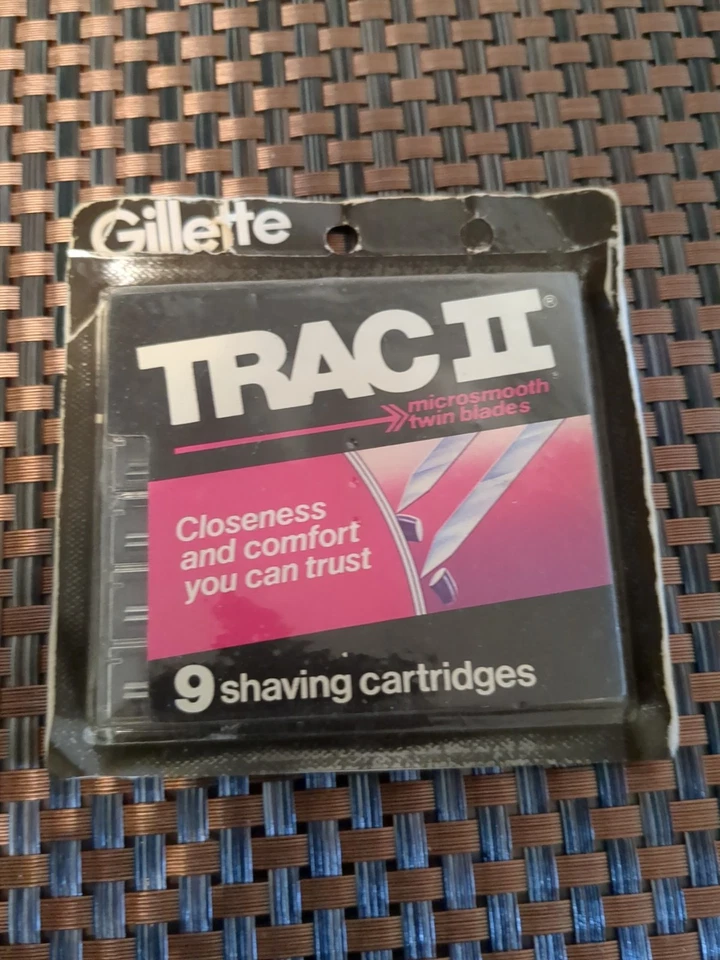 Gillette
TRAC II®
microsmooth
twin blades
Closeness
and comfort
you can trust
9 shaving cartridges